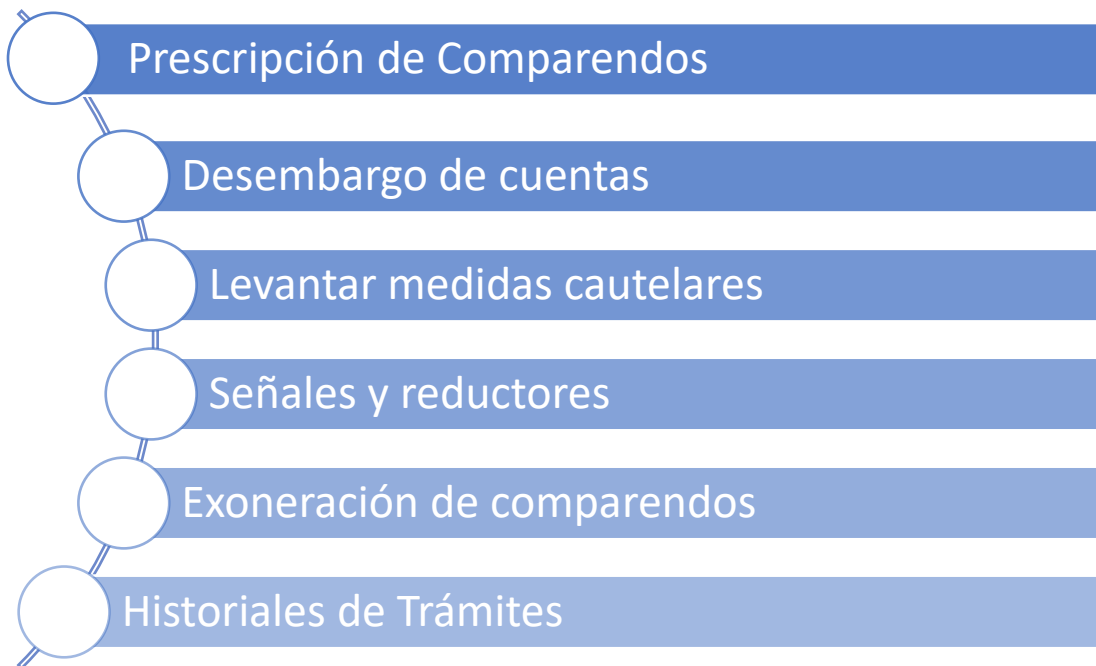 Prescripción de Comparendos
Desembargo de cuentas
Levantar medidas cautelares
Señales y reductores
Exoneración de comparendos
Historiales de Trámites